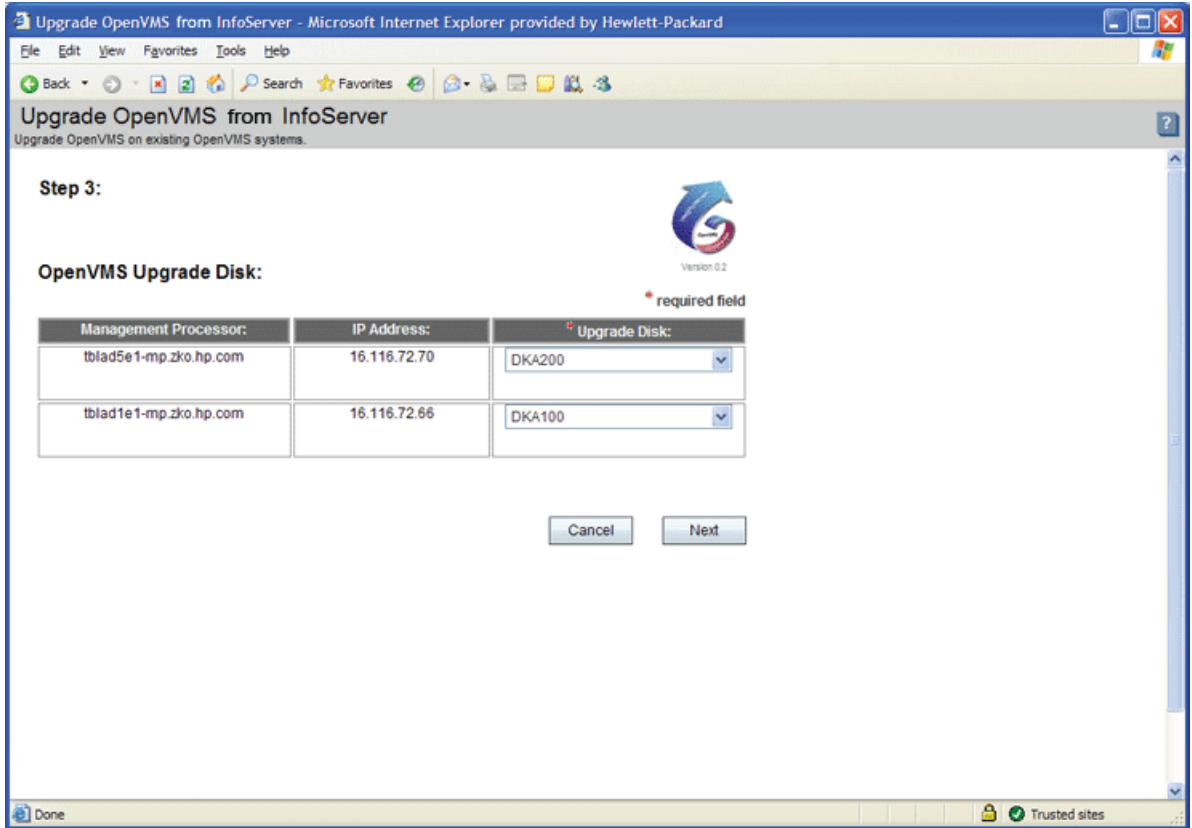 Upgrade OpenVMS from InfoServer - Microsoft Internet Explorer provided by Hewlett-Packard
File Edit View Favorites Tools Help
Back Search Favorites
Upgrade OpenVMS from InfoServer
Upgrade OpenVMS on existing OpenVMS systems.
?
Step 3:
OpenVMS
Version 0.2
OpenVMS Upgrade Disk:
* required field
Management Processor: IP Address: * Upgrade Disk:
tblad5e1-mp.zko.hp.com 16.116.72.70 DKA200
tblad1e1-mp.zko.hp.com 16.116.72.66 DKA100
Cancel Next
Done Trusted sites